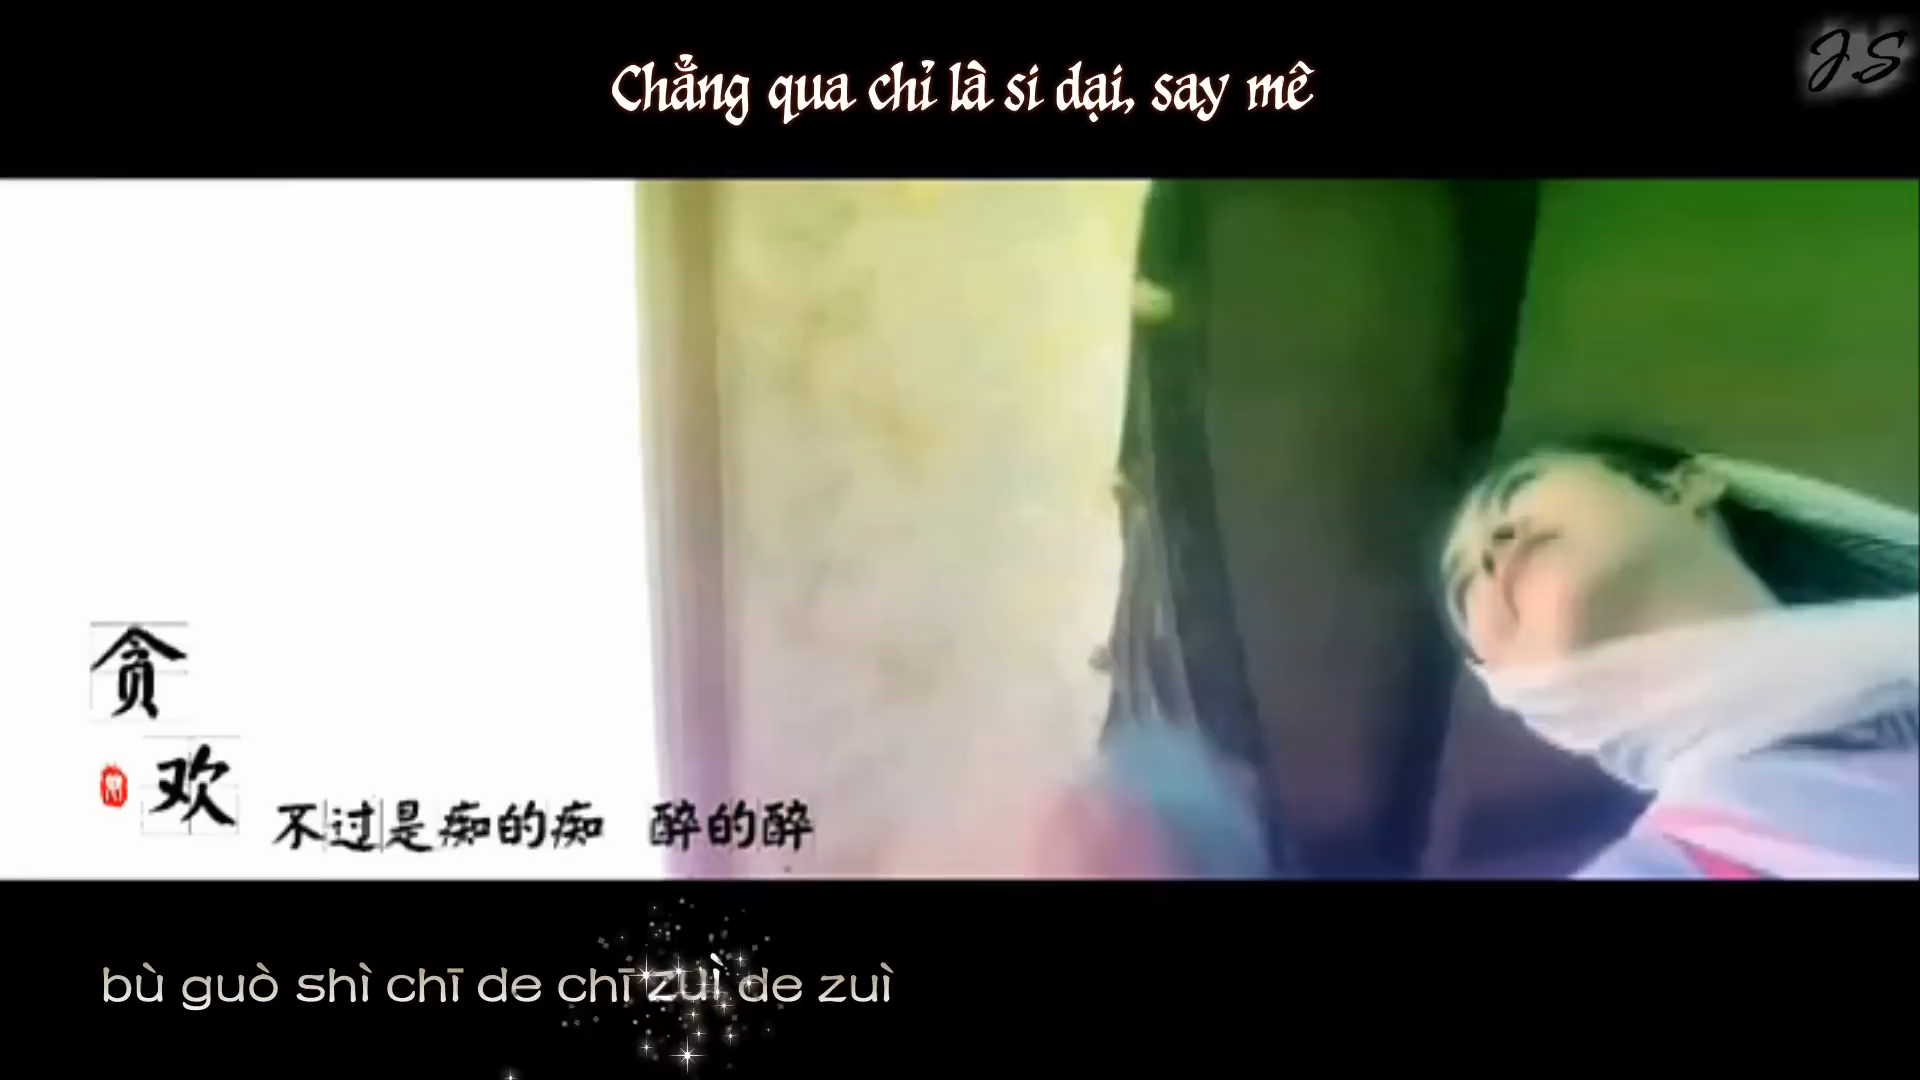 Chẳng qua chỉ là si dại, say mê
J.S
贪
欢
不过是痴的痴 醉的醉
bù guò shì chī de chī zuì de zuì